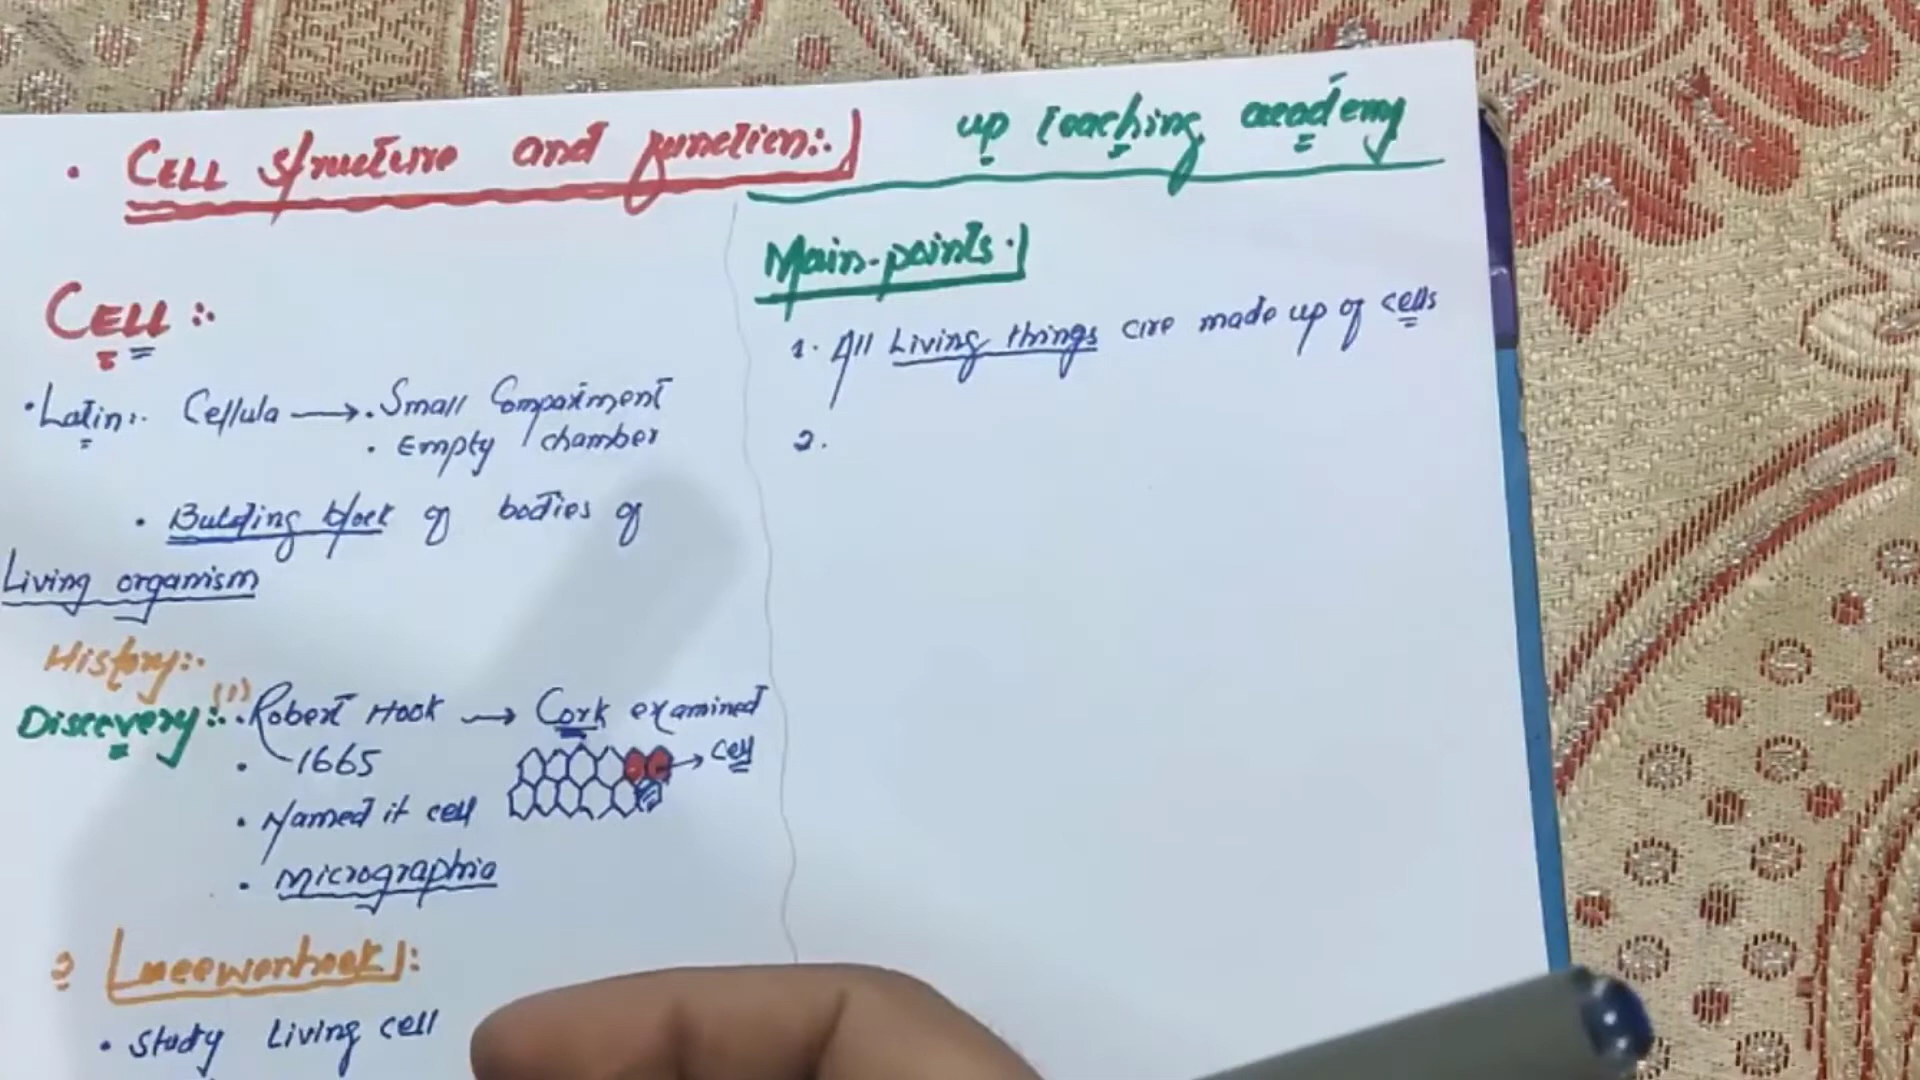 • CELL structure and function:-
up teaching academy
CELL :-
• Latin:- Cellula → • Small Compartment
• Empty chamber
• Building block of bodies of
Living organism
History:-
Discovery:- (1) • Robert Hook → Cork examined
• 1665
→ cell
• Named it cell
• Micrographia
2 Leeewenhoek :-
• Study Living cell
Main-points:
1. All Living things are made up of cells
2.